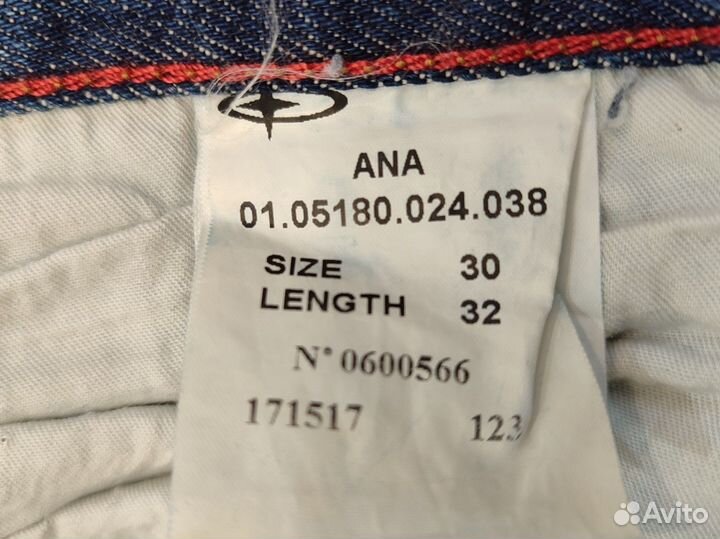 ANA
01.05180.024.038
SIZE 30
LENGTH 32
N° 0600566
171517 123
Avito